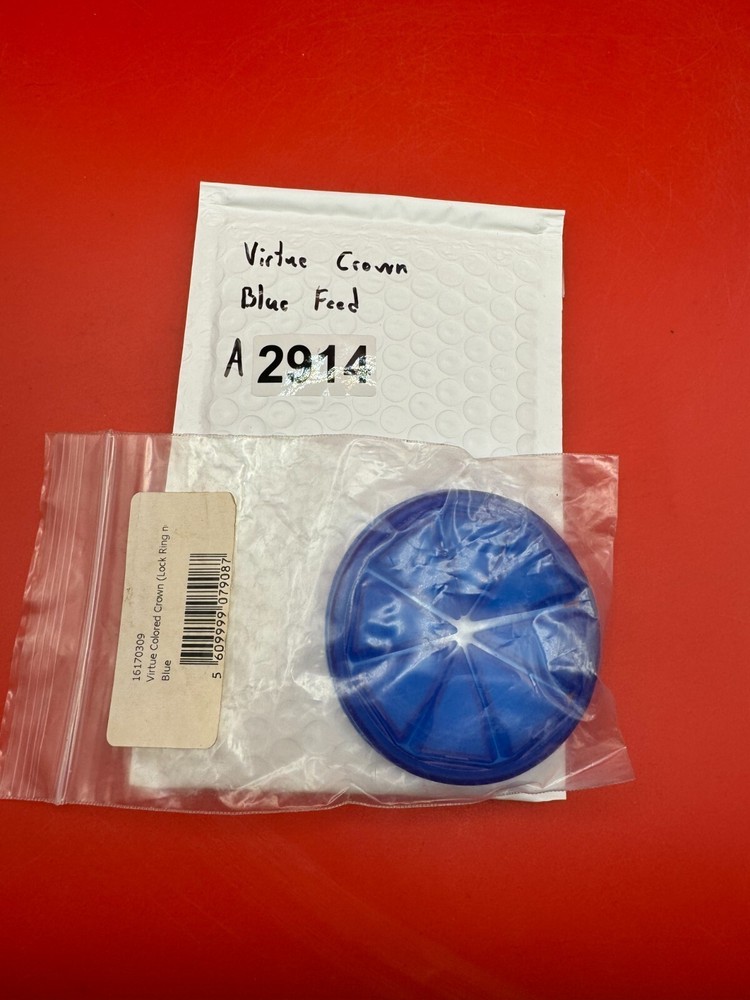 Virtue Crown
Blue Feed
A 2914
16170309
Virtue Colored Crown (Lock Ring n
Blue
5 609999 079087